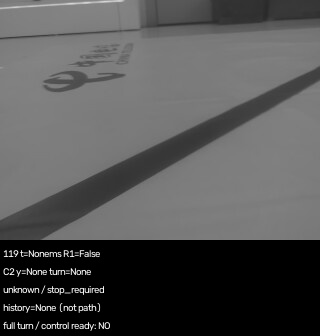 119 t=Nonems R1=False
C2 y=None turn=None
unknown / stop_required
history=None (not path)
full turn / control ready: NO